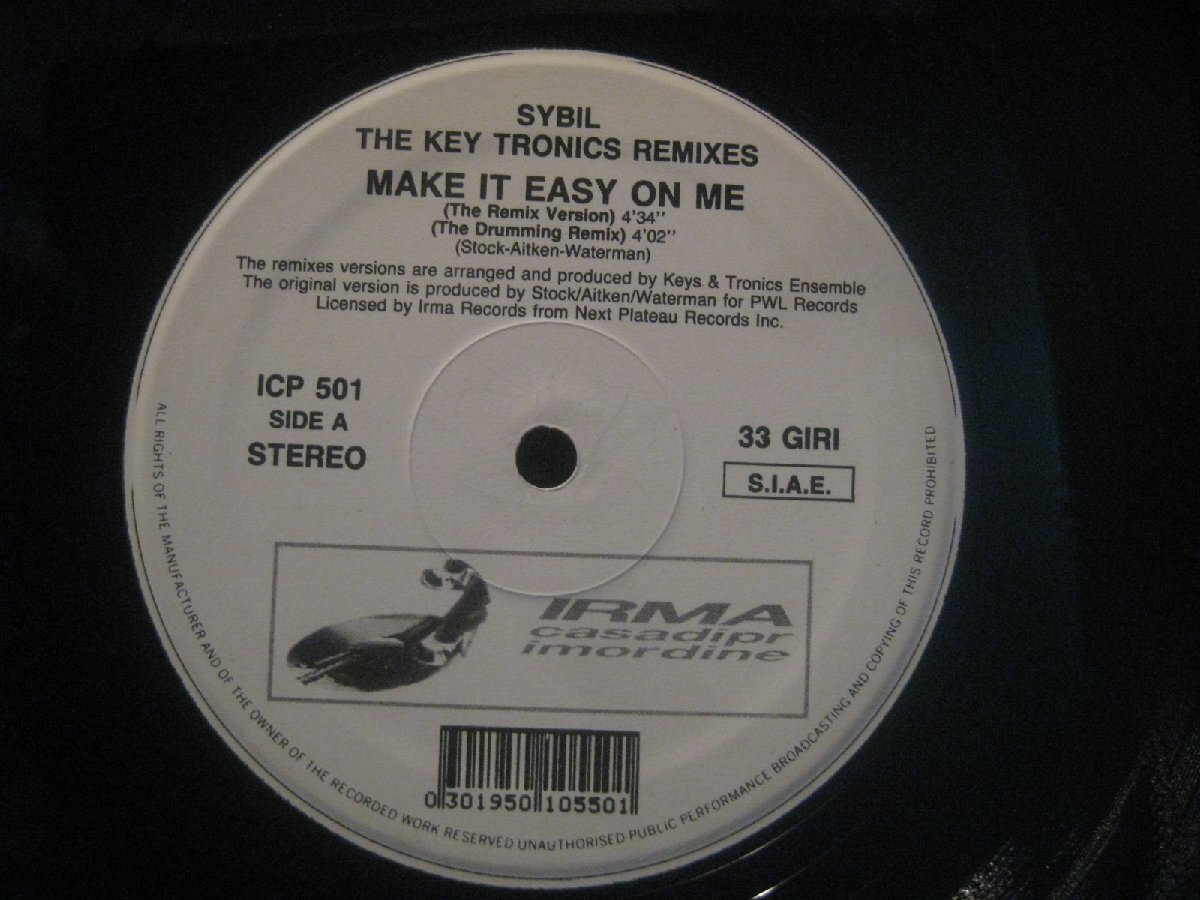 SYBIL
THE KEY TRONICS REMIXES
MAKE IT EASY ON ME
(The Remix Version) 4'34"
(The Drumming Remix) 4'02"
(Stock-Aitken-Waterman)
The remixes versions are arranged and produced by Keys & Tronics Ensemble
The original version is produced by Stock/Aitken/Waterman for PWL Records
Licensed by Irma Records from Next Plateau Records Inc.
ICP 501
SIDE A
STEREO
33 GIRI
S.I.A.E.
IRMA
casadipr
imordine
0 301950 105501
ALL RIGHTS OF THE MANUFACTURER AND OF THE OWNER OF THE RECORDED WORK RESERVED UNAUTHORISED PUBLIC PERFORMANCE BROADCASTING AND COPYING OF THIS RECORD PROHIBITED